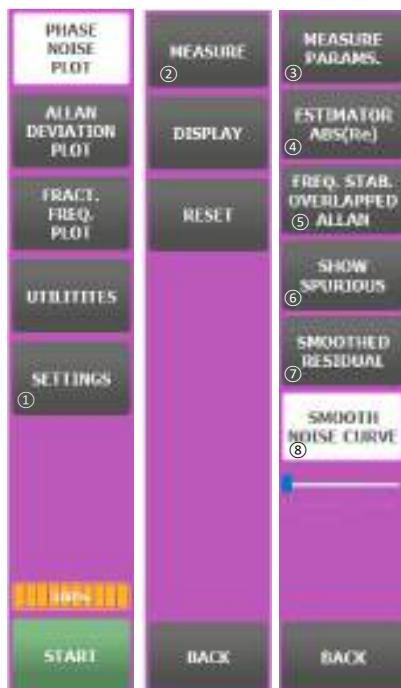 PHASE
NOISE
PLOT
ALLAN
DEVIATION
PLOT
FRACT.
FREQ.
PLOT
UTILITITES
SETTINGS
①
100%
START
MEASURE
②
DISPLAY
RESET
BACK
MEASURE
PARAMS.
③
ESTIMATOR
ABS(Re)
④
FREQ. STAB.
OVERLAPPED
⑤ ALLAN
SHOW
SPURIOUS
⑥
SMOOTHED
RESIDUAL
⑦
SMOOTH
NOISE CURVE
⑧
BACK